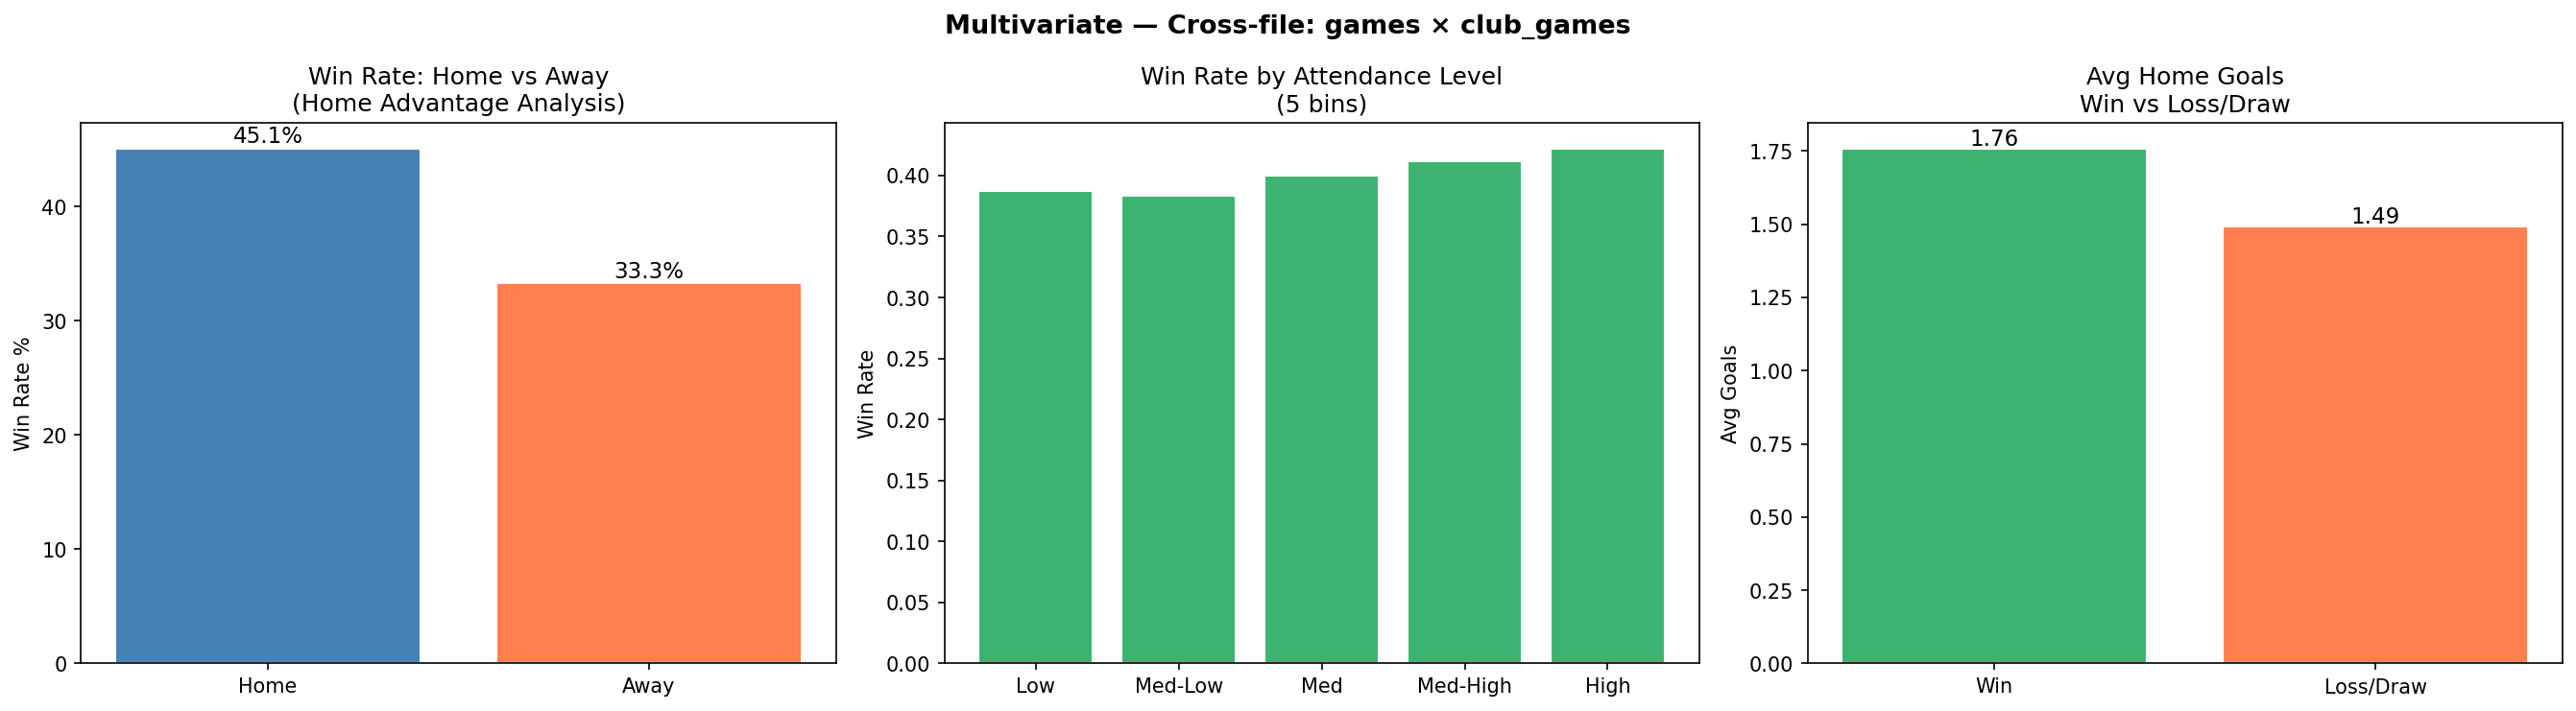 Multivariate — Cross-file: games × club_games
Win Rate: Home vs Away
(Home Advantage Analysis)
Win Rate %
40
30
20
10
0
45.1%
33.3%
Home
Away
Win Rate by Attendance Level
(5 bins)
Win Rate
0.40
0.35
0.30
0.25
0.20
0.15
0.10
0.05
0.00
Low
Med-Low
Med
Med-High
High
Avg Home Goals
Win vs Loss/Draw
Avg Goals
1.75
1.50
1.25
1.00
0.75
0.50
0.25
0.00
1.76
1.49
Win
Loss/Draw